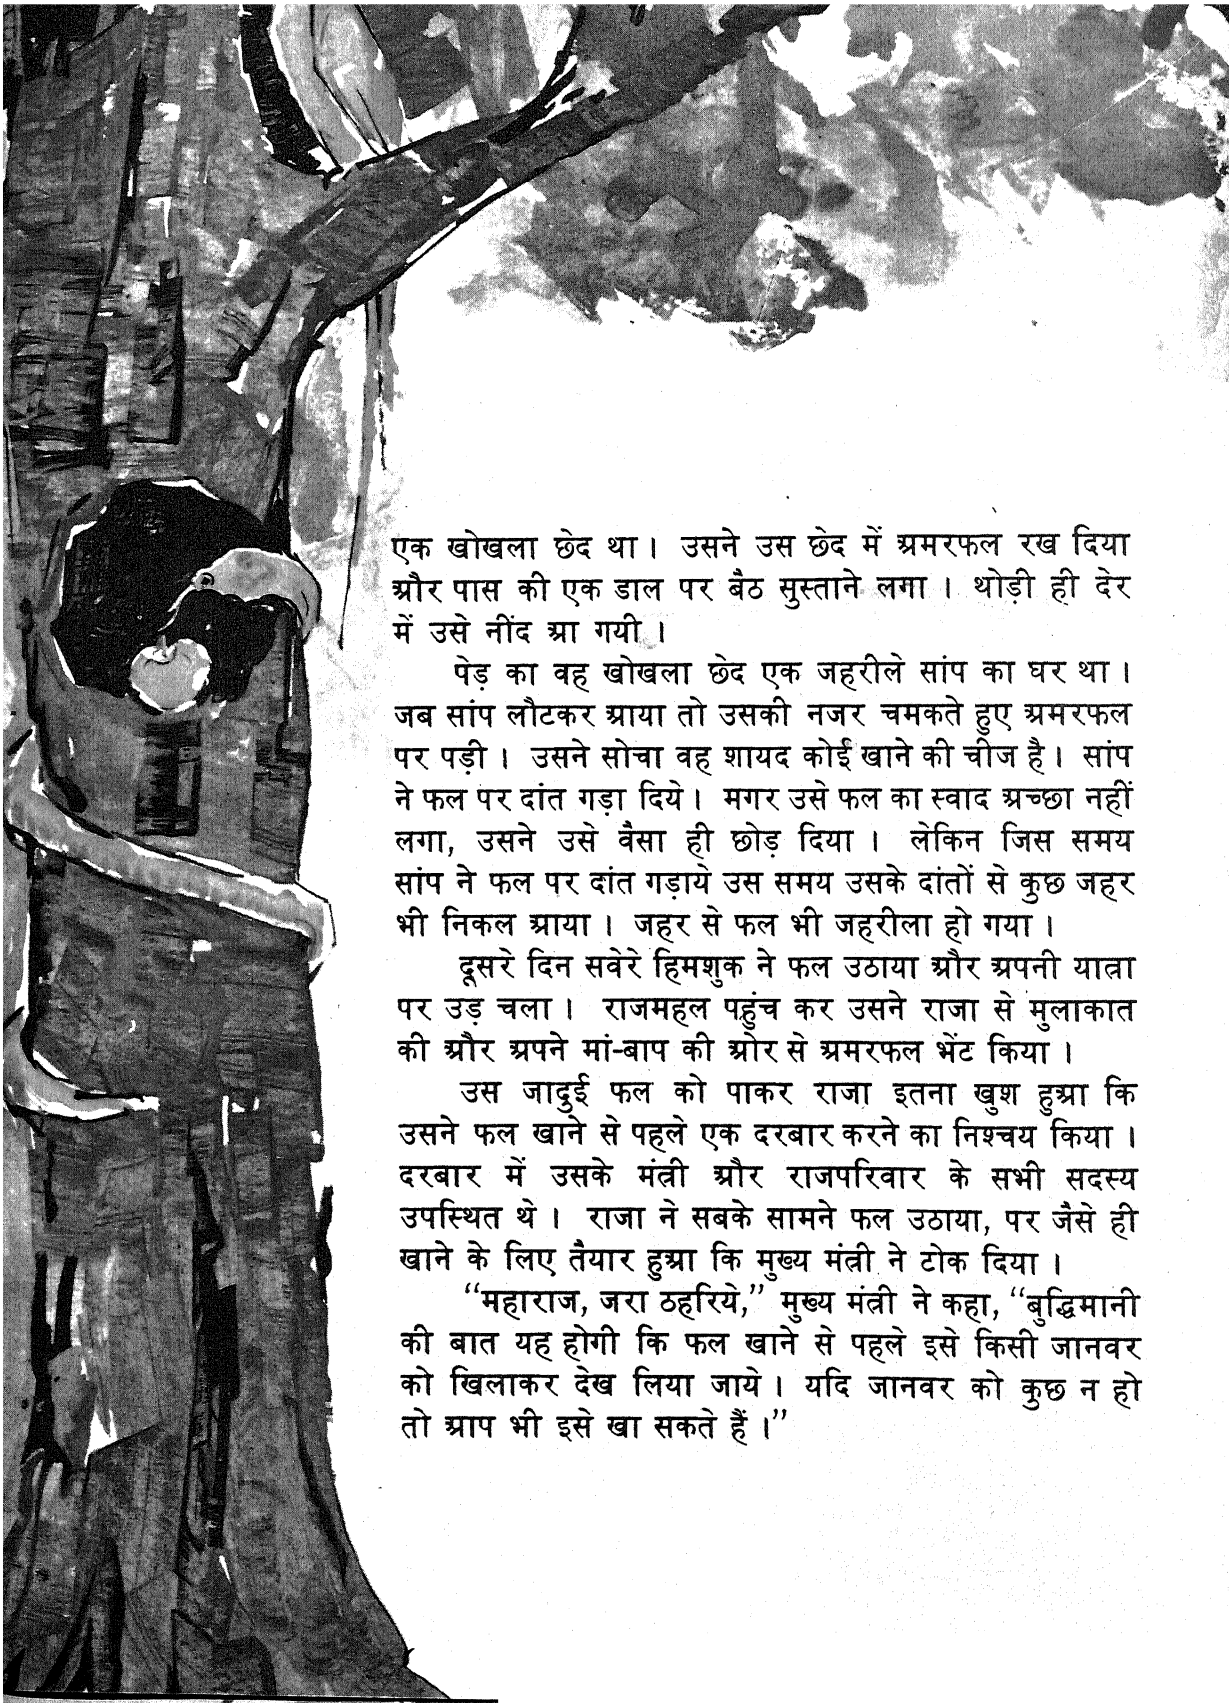 एक खोखला छेद था। उसने उस छेद में अमरफल रख दिया
और पास की एक डाल पर बैठ सुस्ताने लगा। थोड़ी ही देर
में उसे नींद आ गयी।
पेड़ का वह खोखला छेद एक जहरीले सांप का घर था।
जब सांप लौटकर आया तो उसकी नजर चमकते हुए अमरफल
पर पड़ी। उसने सोचा वह शायद कोई खाने की चीज है। सांप
ने फल पर दांत गड़ा दिये। मगर उसे फल का स्वाद अच्छा नहीं
लगा, उसने उसे वैसा ही छोड़ दिया। लेकिन जिस समय
सांप ने फल पर दांत गड़ाये उस समय उसके दांतों से कुछ जहर
भी निकल आया। जहर से फल भी जहरीला हो गया।
दूसरे दिन सवेरे हिमशुक ने फल उठाया और अपनी यात्रा
पर उड़ चला। राजमहल पहुंच कर उसने राजा से मुलाकात
की और अपने मां-बाप की ओर से अमरफल भेंट किया।
उस जादुई फल को पाकर राजा इतना खुश हुआ कि
उसने फल खाने से पहले एक दरबार करने का निश्चय किया।
दरबार में उसके मंत्री और राजपरिवार के सभी सदस्य
उपस्थित थे। राजा ने सबके सामने फल उठाया, पर जैसे ही
खाने के लिए तैयार हुआ कि मुख्य मंत्री ने टोक दिया।
“महाराज, जरा ठहरिये,” मुख्य मंत्री ने कहा, “बुद्धिमानी
की बात यह होगी कि फल खाने से पहले इसे किसी जानवर
को खिलाकर देख लिया जाये। यदि जानवर को कुछ न हो
तो आप भी इसे खा सकते हैं।”